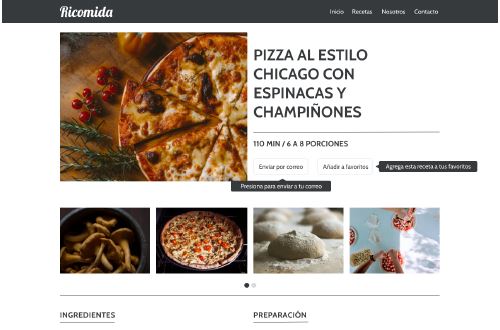 Ricomida
Inicio Recetas Nosotros Contacto
PIZZA AL ESTILO
CHICAGO CON
ESPINACAS Y
CHAMPIÑONES
110 MIN / 6 A 8 PORCIONES
Enviar por correo
Añadir a favoritos
Agrega esta receta a tus favoritos
Presiona para enviar a tu correo
INGREDIENTES
PREPARACIÓN